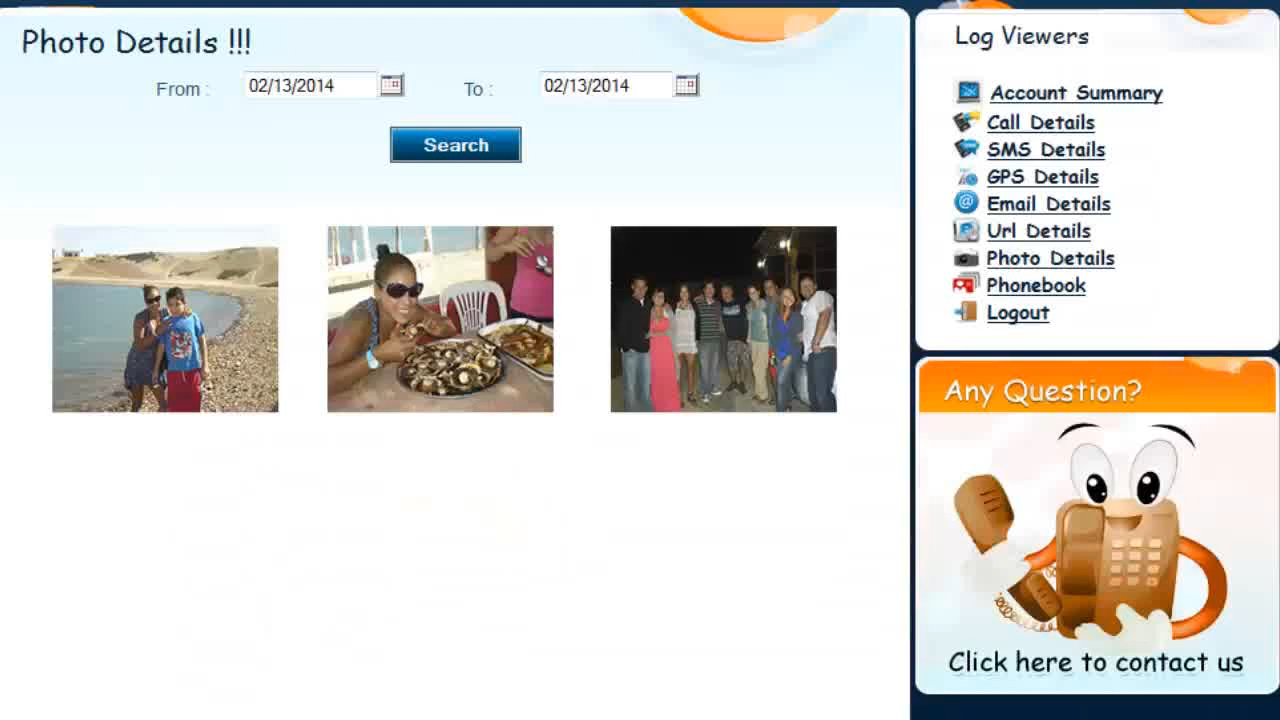 Photo Details !!!
From :
02/13/2014
To :
02/13/2014
Search
Log Viewers
Account Summary
Call Details
SMS Details
GPS Details
Email Details
Url Details
Photo Details
Phonebook
Logout
Any Question?
Click here to contact us